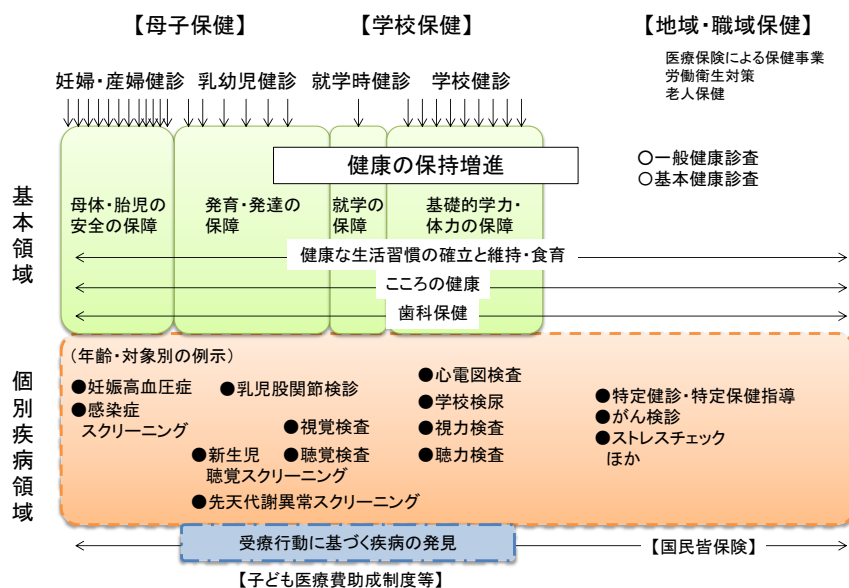 【母子保健】
【学校保健】
【地域・職域保健】
医療保険による保健事業
労働衛生対策
老人保健
妊婦・産婦健診
乳幼児健診
就学時健診
学校健診
健康の保持増進
○一般健康診査
○基本健康診査
基本領域
母体・胎児の
安全の保障
発育・発達の
保障
就学の
保障
基礎的学力・
体力の保障
健康な生活習慣の確立と維持・食育
こころの健康
歯科保健
個別疾病領域
（年齢・対象別の例示）
●妊娠高血圧症
●感染症
スクリーニング
●乳児股関節検診
●視覚検査
●聴覚検査
●新生児
聴覚スクリーニング
●先天代謝異常スクリーニング
●心電図検査
●学校検尿
●視力検査
●聴力検査
●特定健診・特定保健指導
●がん検診
●ストレスチェック
ほか
受療行動に基づく疾病の発見
【国民皆保険】
【子ども医療費助成制度等】